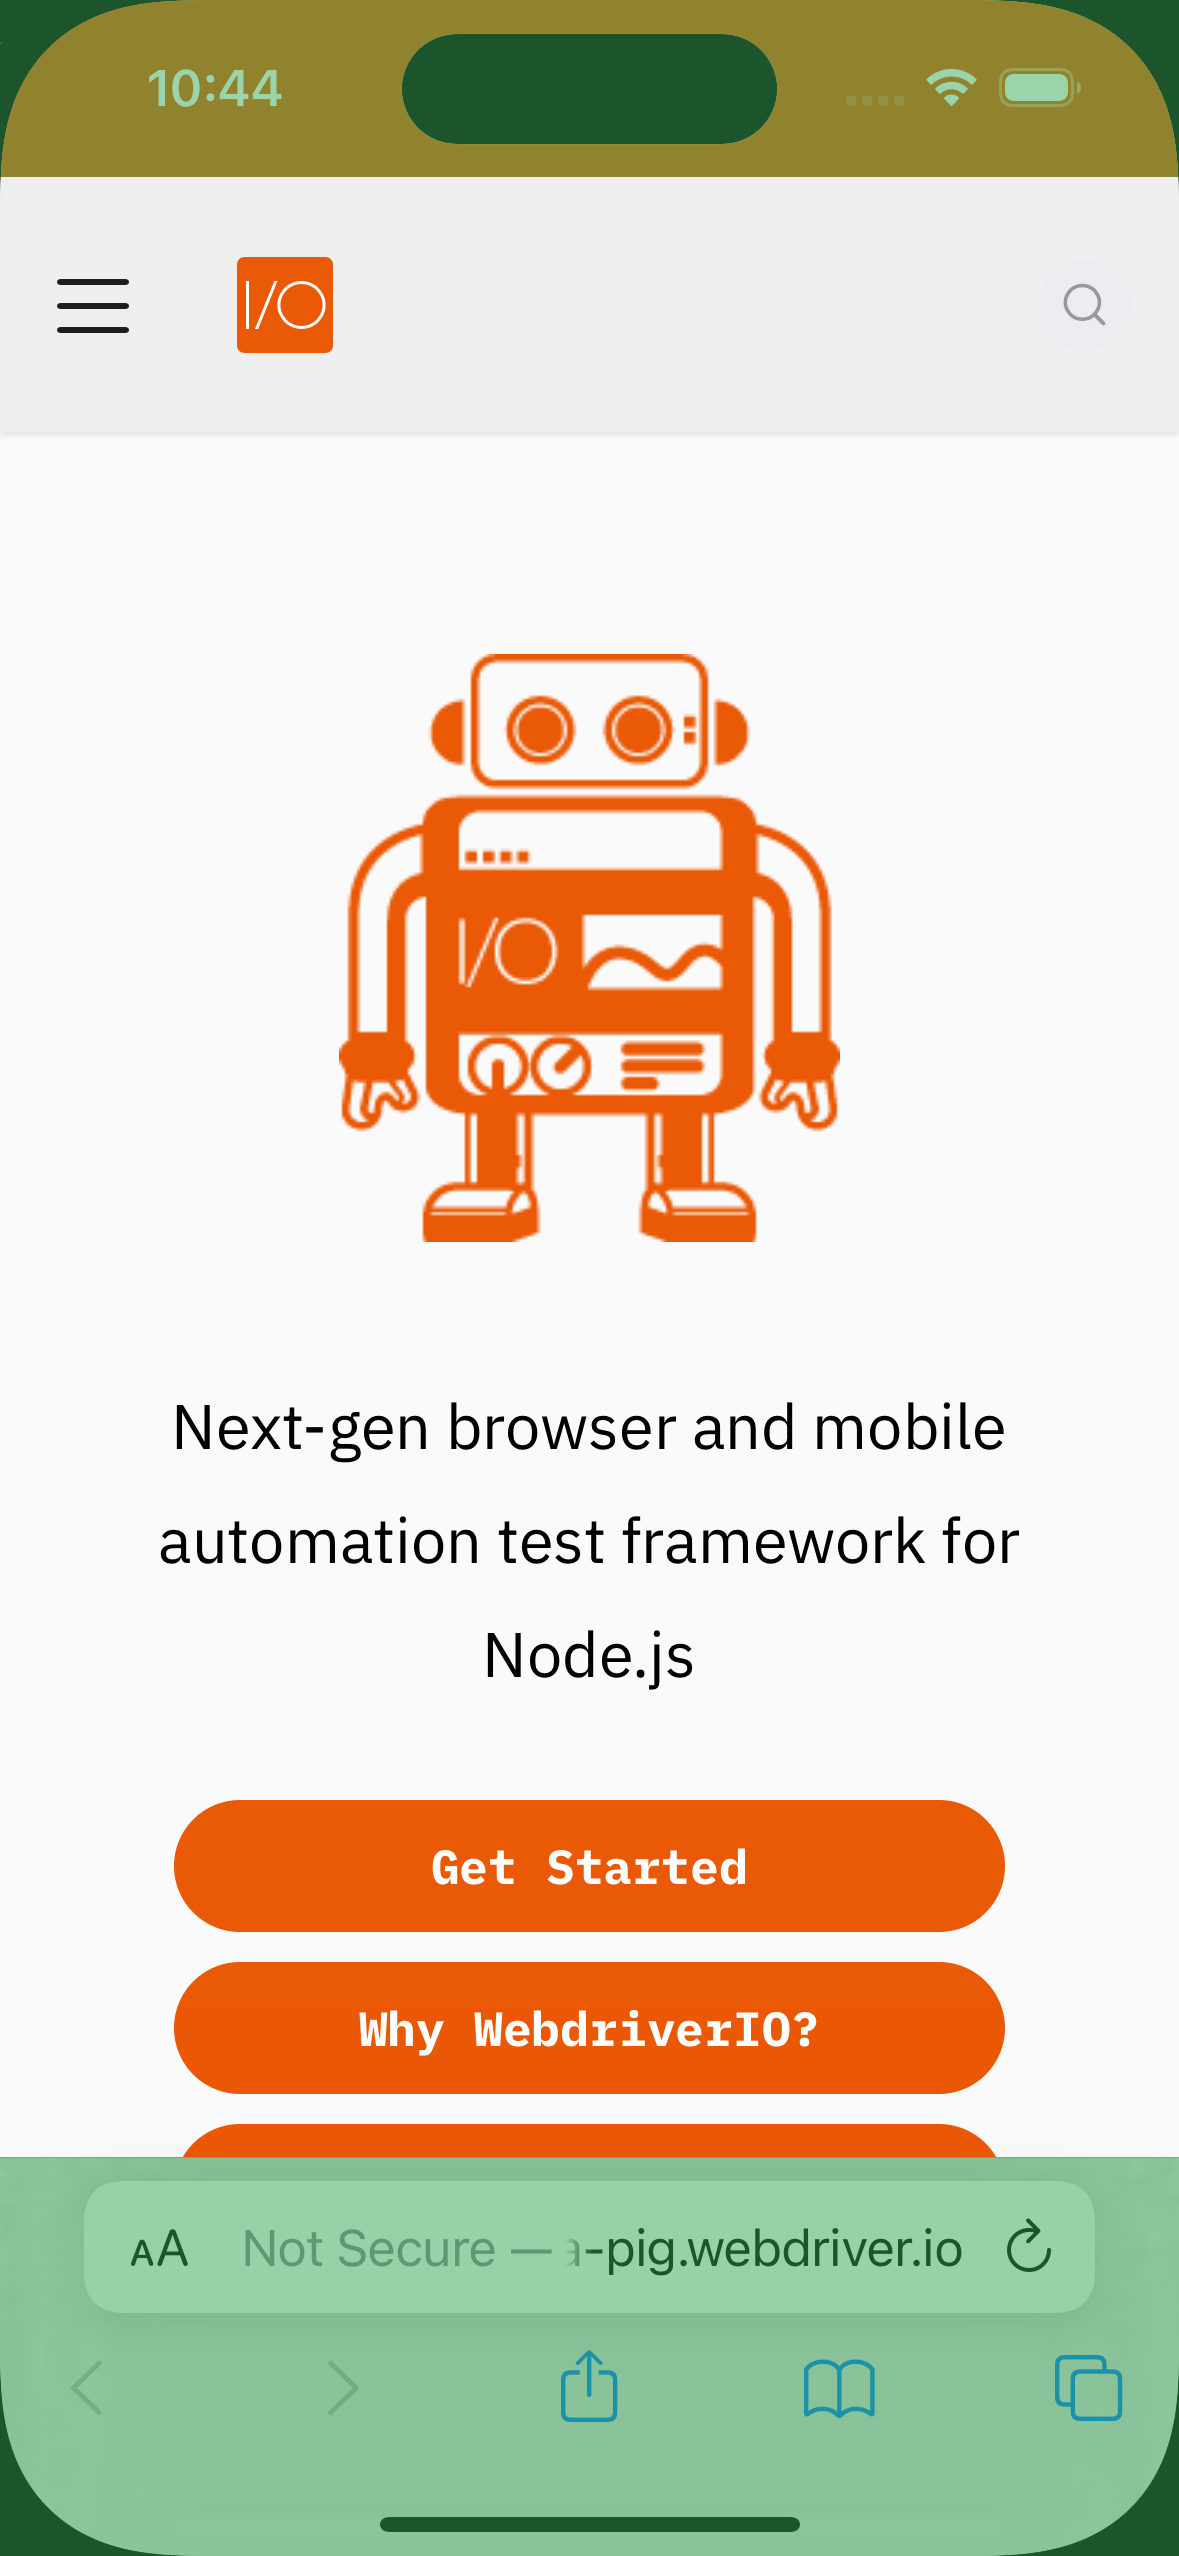 10:44
I/O
I/O
Next-gen browser and mobile
automation test framework for
Node.js
Get Started
Why WebdriverIO?
AA Not Secure — a-pig.webdriver.io